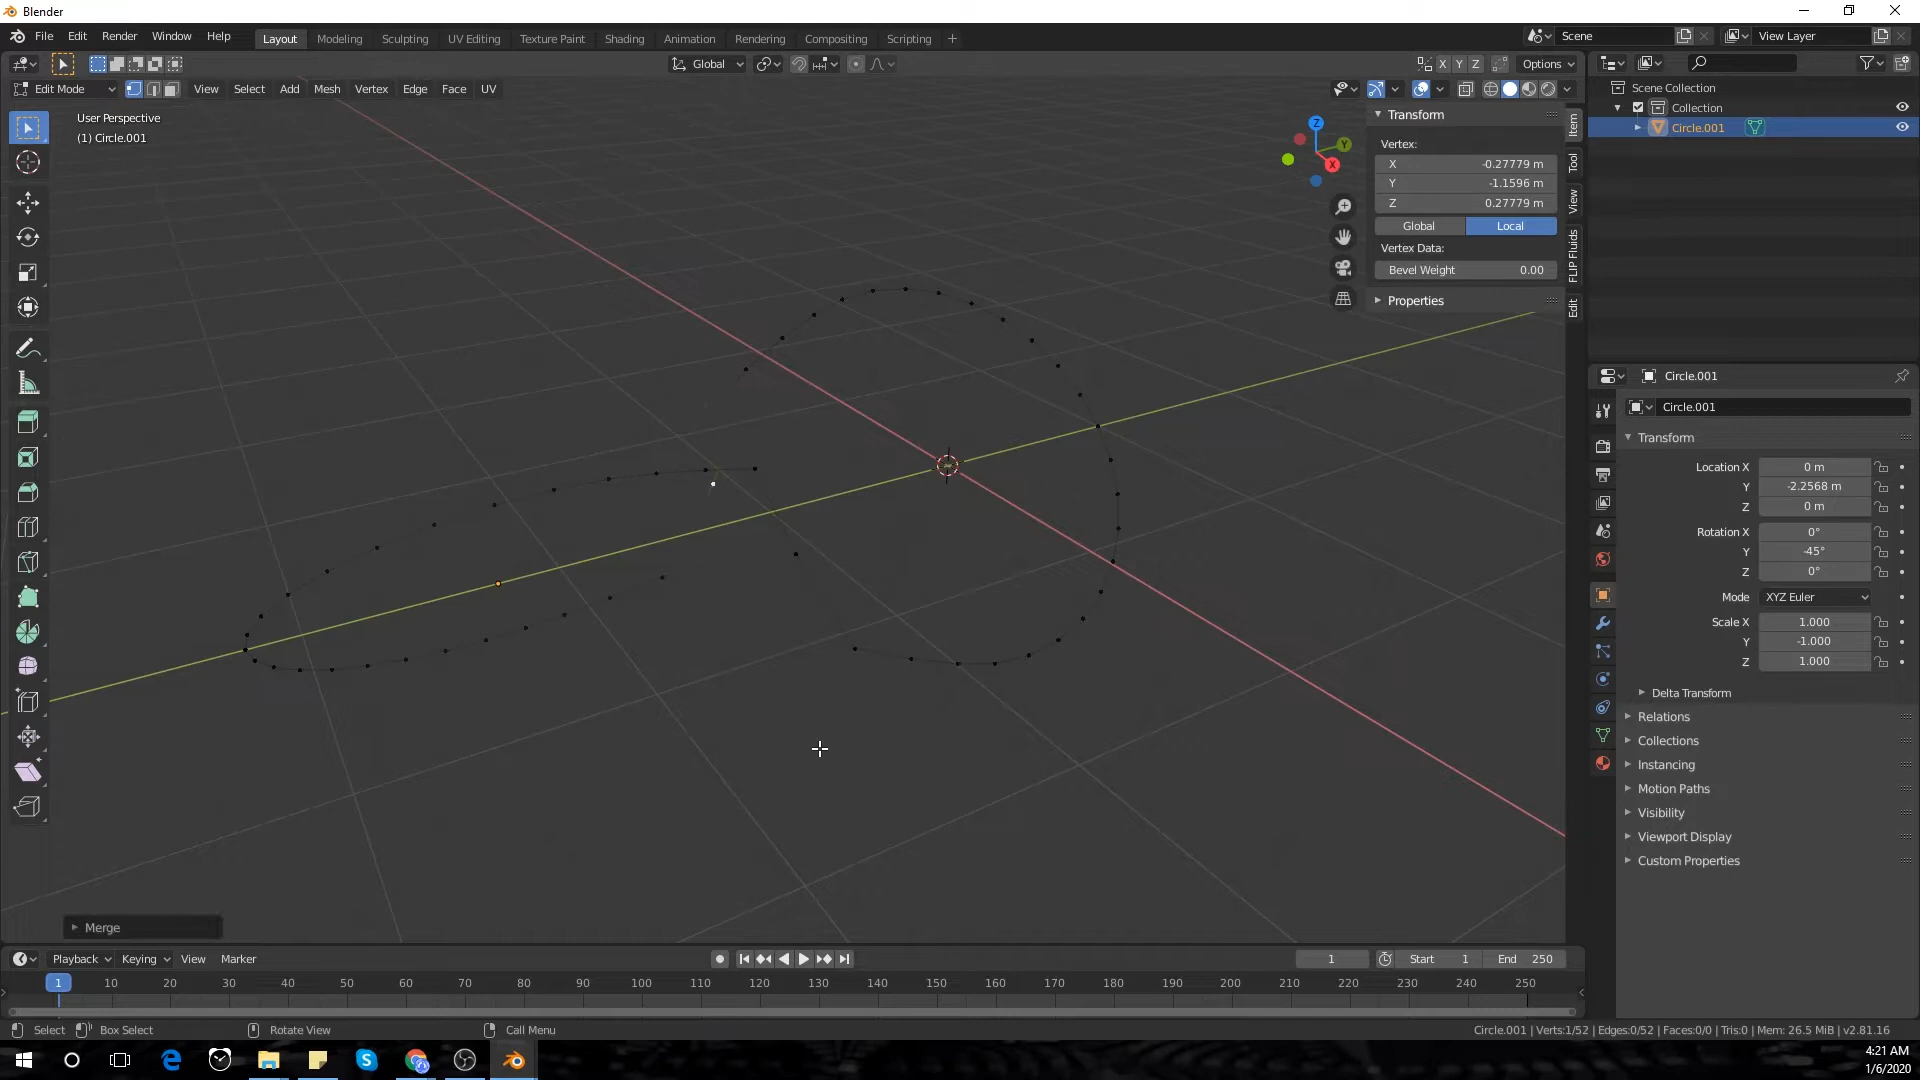 Blender
File Edit Render Window Help Layout Modeling Sculpting UV Editing Texture Paint Shading Animation Rendering Compositing Scripting + Scene View Layer
Global X Y Z Options
Edit Mode View Select Add Mesh Vertex Edge Face UV
User Perspective
(1) Circle.001
Z
Y
X
Transform
Vertex:
X -0.27779 m
Y -1.1596 m
Z 0.27779 m
Global Local
Vertex Data:
Bevel Weight 0.00
Properties
Item
Tool
View
FLIP Fluids
Edit
Scene Collection
Collection
Circle.001
Circle.001
Circle.001
Transform
Location X 0 m
Y -2.2568 m
Z 0 m
Rotation X 0°
Y -45°
Z 0°
Mode XYZ Euler
Scale X 1.000
Y -1.000
Z 1.000
Delta Transform
Relations
Collections
Instancing
Motion Paths
Visibility
Viewport Display
Custom Properties
Merge
Playback Keying View Marker 1 Start 1 End 250
1 10 20 30 40 50 60 70 80 90 100 110 120 130 140 150 160 170 180 190 200 210 220 230 240 250
Select Box Select Rotate View Call Menu Circle.001 | Verts:1/52 | Edges:0/52 | Faces:0/0 | Tris:0 | Mem: 26.5 MiB | v2.81.16
4:21 AM
1/6/2020